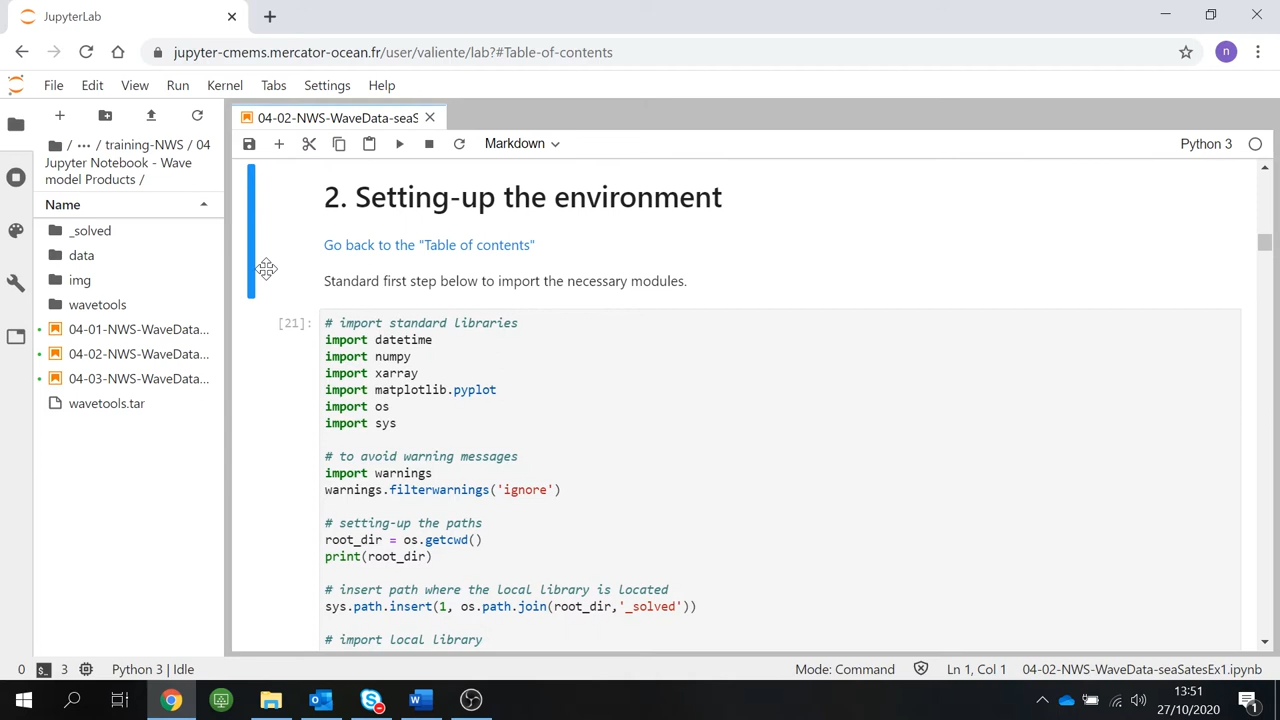 JupyterLab
jupyter-cmems.mercator-ocean.fr/user/valiente/lab?#Table-of-contents
n
File Edit View Run Kernel Tabs Settings Help
04-02-NWS-WaveData-seaS
/ ··· / training-NWS / 04
Jupyter Notebook - Wave
model Products /
Name
_solved
data
img
wavetools
04-01-NWS-WaveData...
04-02-NWS-WaveData...
04-03-NWS-WaveData...
wavetools.tar
Markdown
Python 3
2. Setting-up the environment
Go back to the "Table of contents"
Standard first step below to import the necessary modules.
[21]:
# import standard libraries
import datetime
import numpy
import xarray
import matplotlib.pyplot
import os
import sys
# to avoid warning messages
import warnings
warnings.filterwarnings('ignore')
# setting-up the paths
root_dir = os.getcwd()
print(root_dir)
# insert path where the local library is located
sys.path.insert(1, os.path.join(root_dir,'_solved'))
# import local library
0 $_ 3 Python 3 | Idle
Mode: Command
Ln 1, Col 1
04-02-NWS-WaveData-seaSatesEx1.ipynb
13:51
27/10/2020
1